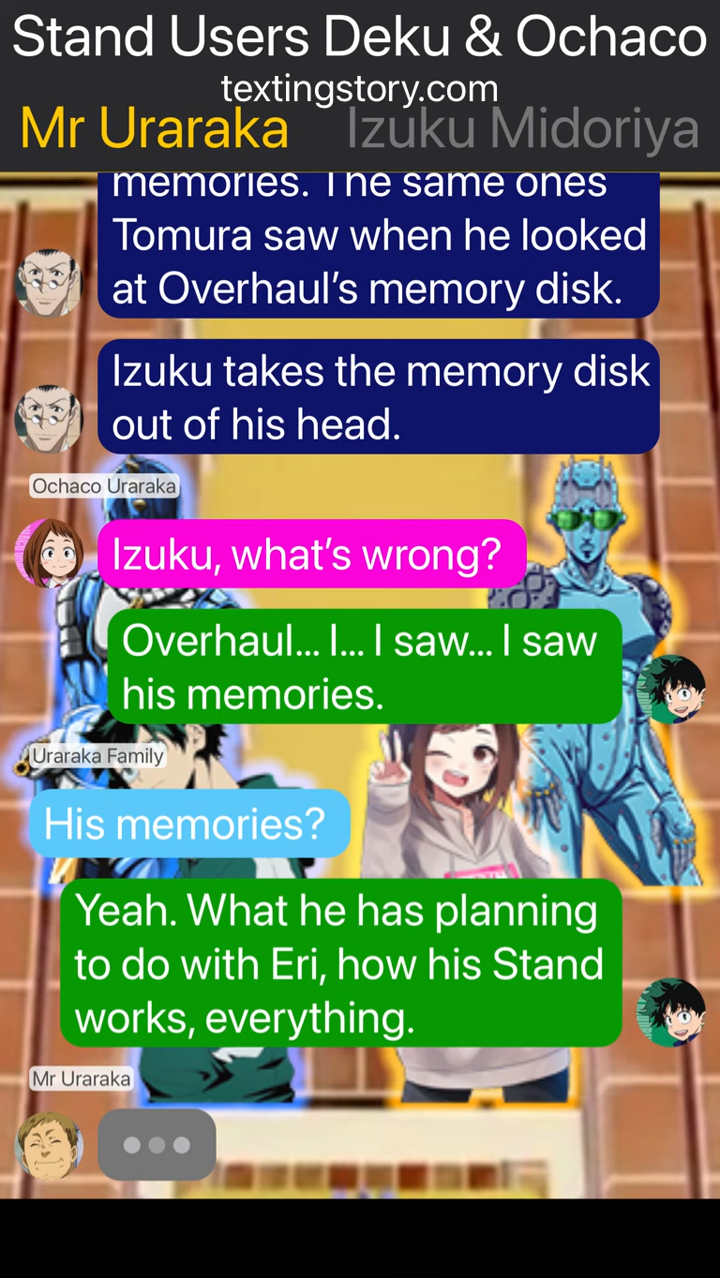 Stand Users Deku & Ochaco
textingstory.com
Mr Uraraka
Izuku Midoriya
memories. The same ones
Tomura saw when he looked
at Overhaul's memory disk.
Izuku takes the memory disk
out of his head.
Ochaco Uraraka
Izuku, what's wrong?
Overhaul... I... I saw... I saw
his memories.
Uraraka Family
His memories?
Yeah. What he has planning
to do with Eri, how his Stand
works, everything.
Mr Uraraka